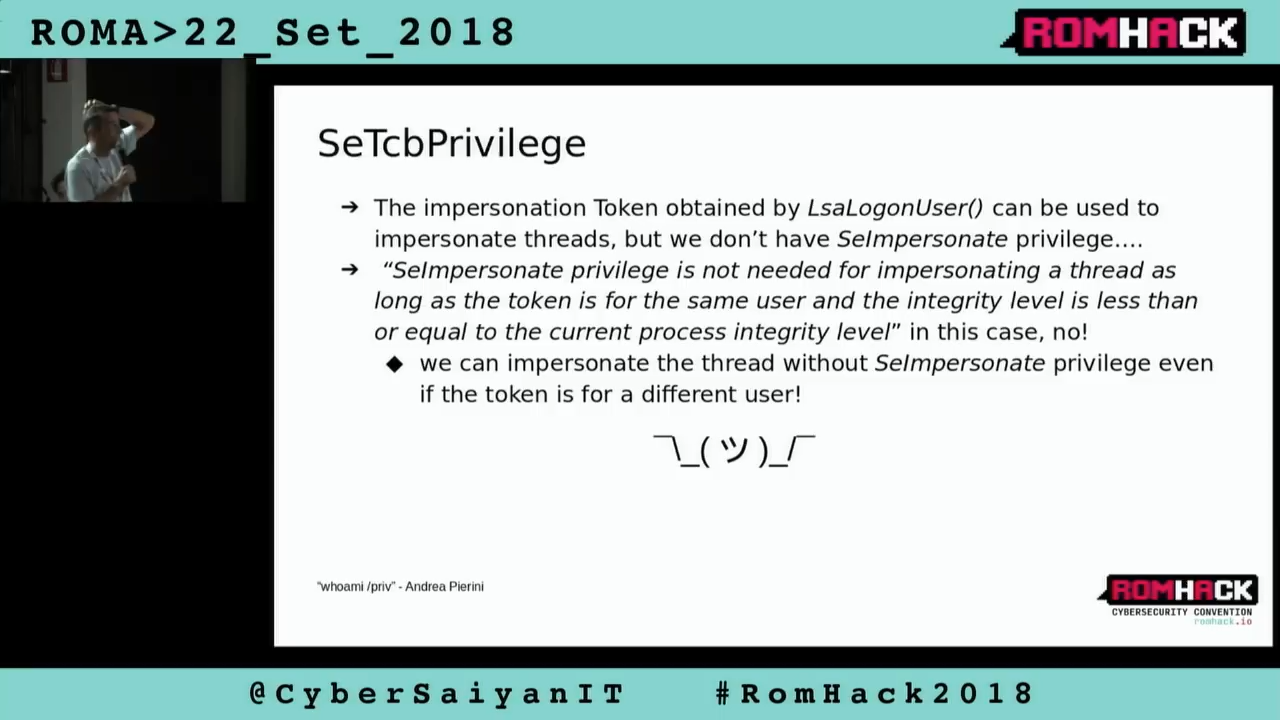 ROMA>22_Set_2018
ROMHACK
SeTcbPrivilege
➔ The impersonation Token obtained by LsaLogonUser() can be used to
impersonate threads, but we don’t have SeImpersonate privilege....
➔ “SeImpersonate privilege is not needed for impersonating a thread as
long as the token is for the same user and the integrity level is less than
or equal to the current process integrity level” in this case, no!
◆ we can impersonate the thread without SeImpersonate privilege even
if the token is for a different user!
¯\_(ツ)_/¯
"whoami /priv" - Andrea Pierini
ROMHACK
CYBERSECURITY CONVENTION
romhack.io
@CyberSaiyanIT #RomHack2018